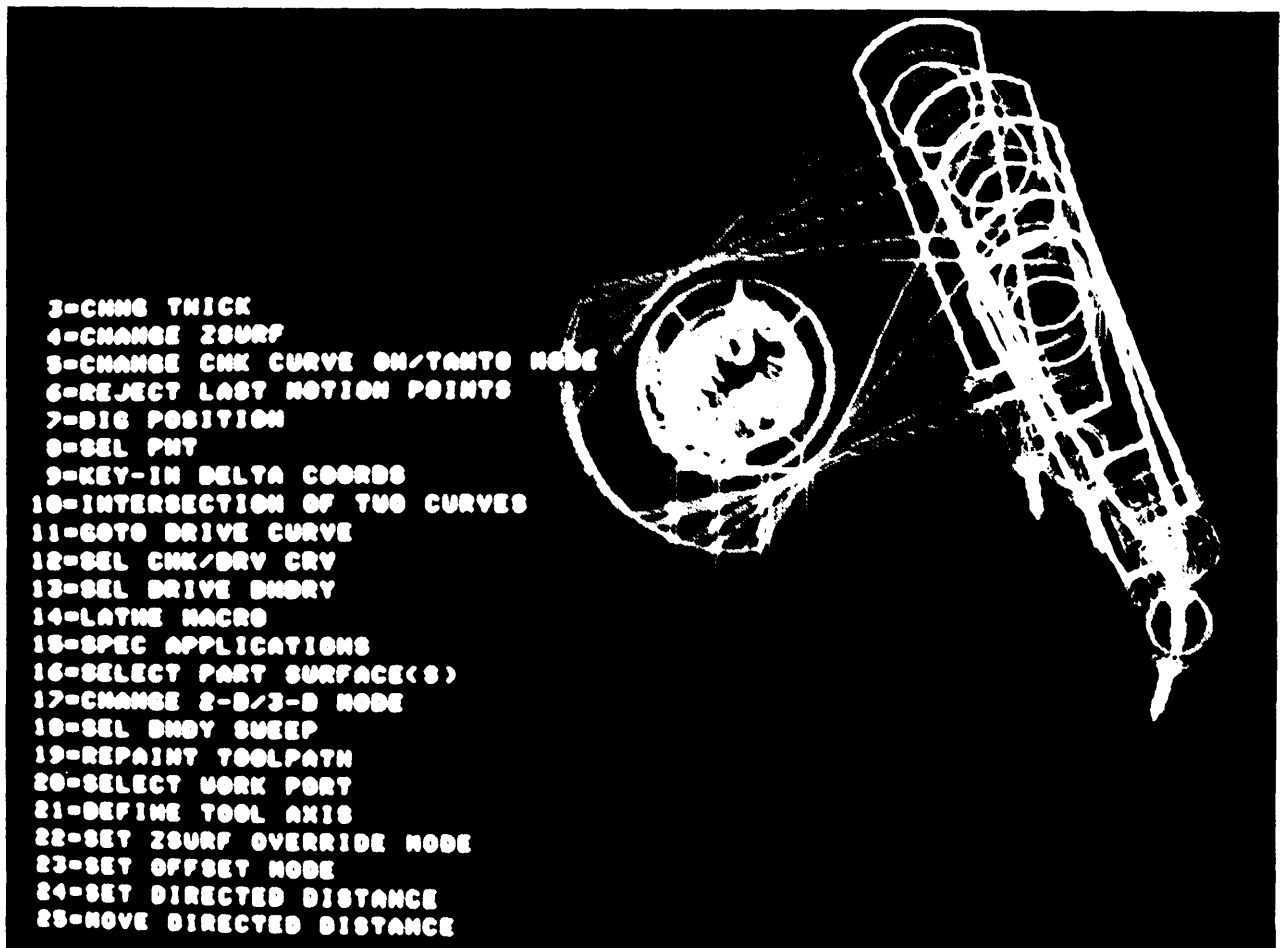 3=CHNG THICK
4=CHANGE ZSURF
5=CHANGE CHK CURVE ON/TANTO MODE
6=REJECT LAST MOTION POINTS
7=DIG POSITION
8=SEL PNT
9=KEY-IN DELTA COORDS
10=INTERSECTION OF TWO CURVES
11=GOTO DRIVE CURVE
12=SEL CHK/DRV CRV
13=SEL DRIVE BNDRY
14=LATHE MACRO
15=SPEC APPLICATIONS
16=SELECT PART SURFACE(S)
17=CHANGE 2-D/3-D MODE
18=SEL BNDY SWEEP
19=REPAINT TOOLPATH
20=SELECT WORK PORT
21=DEFINE TOOL AXIS
22=SET ZSURF OVERRIDE MODE
23=SET OFFSET MODE
24=SET DIRECTED DISTANCE
25=MOVE DIRECTED DISTANCE